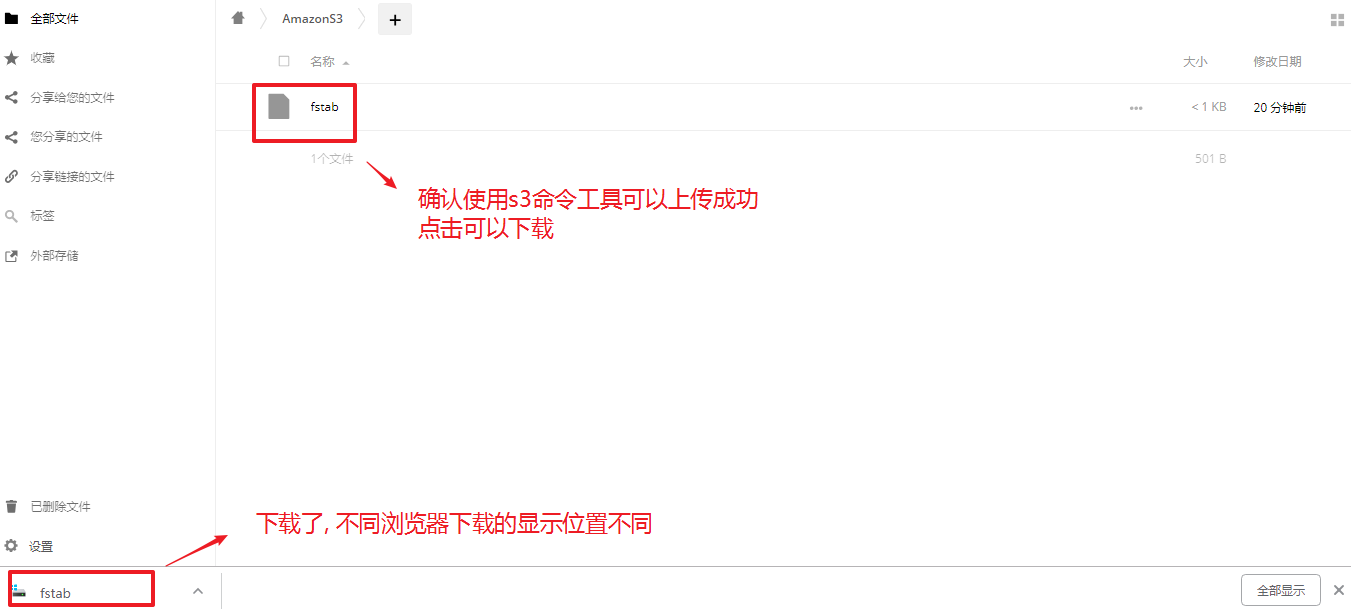 全部文件
AmazonS3
+
收藏
名称
大小
修改日期
分享给您的文件
fstab
< 1 KB
20 分钟前
您分享的文件
1个文件
501 B
分享链接的文件
确认使用s3命令工具可以上传成功
点击可以下载
标签
外部存储
已删除文件
下载了, 不同浏览器下载的显示位置不同
设置
fstab
全部显示